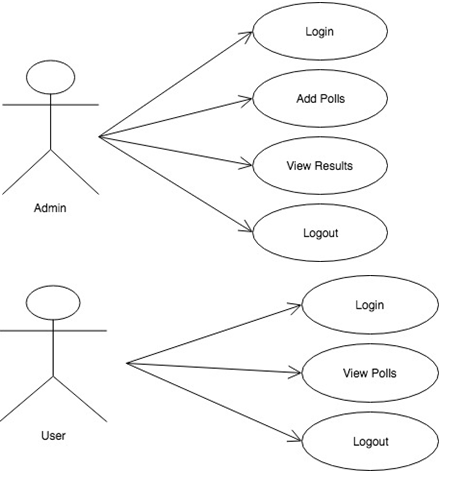 Login
Add Polls
View Results
Logout
Admin
Login
View Polls
Logout
User